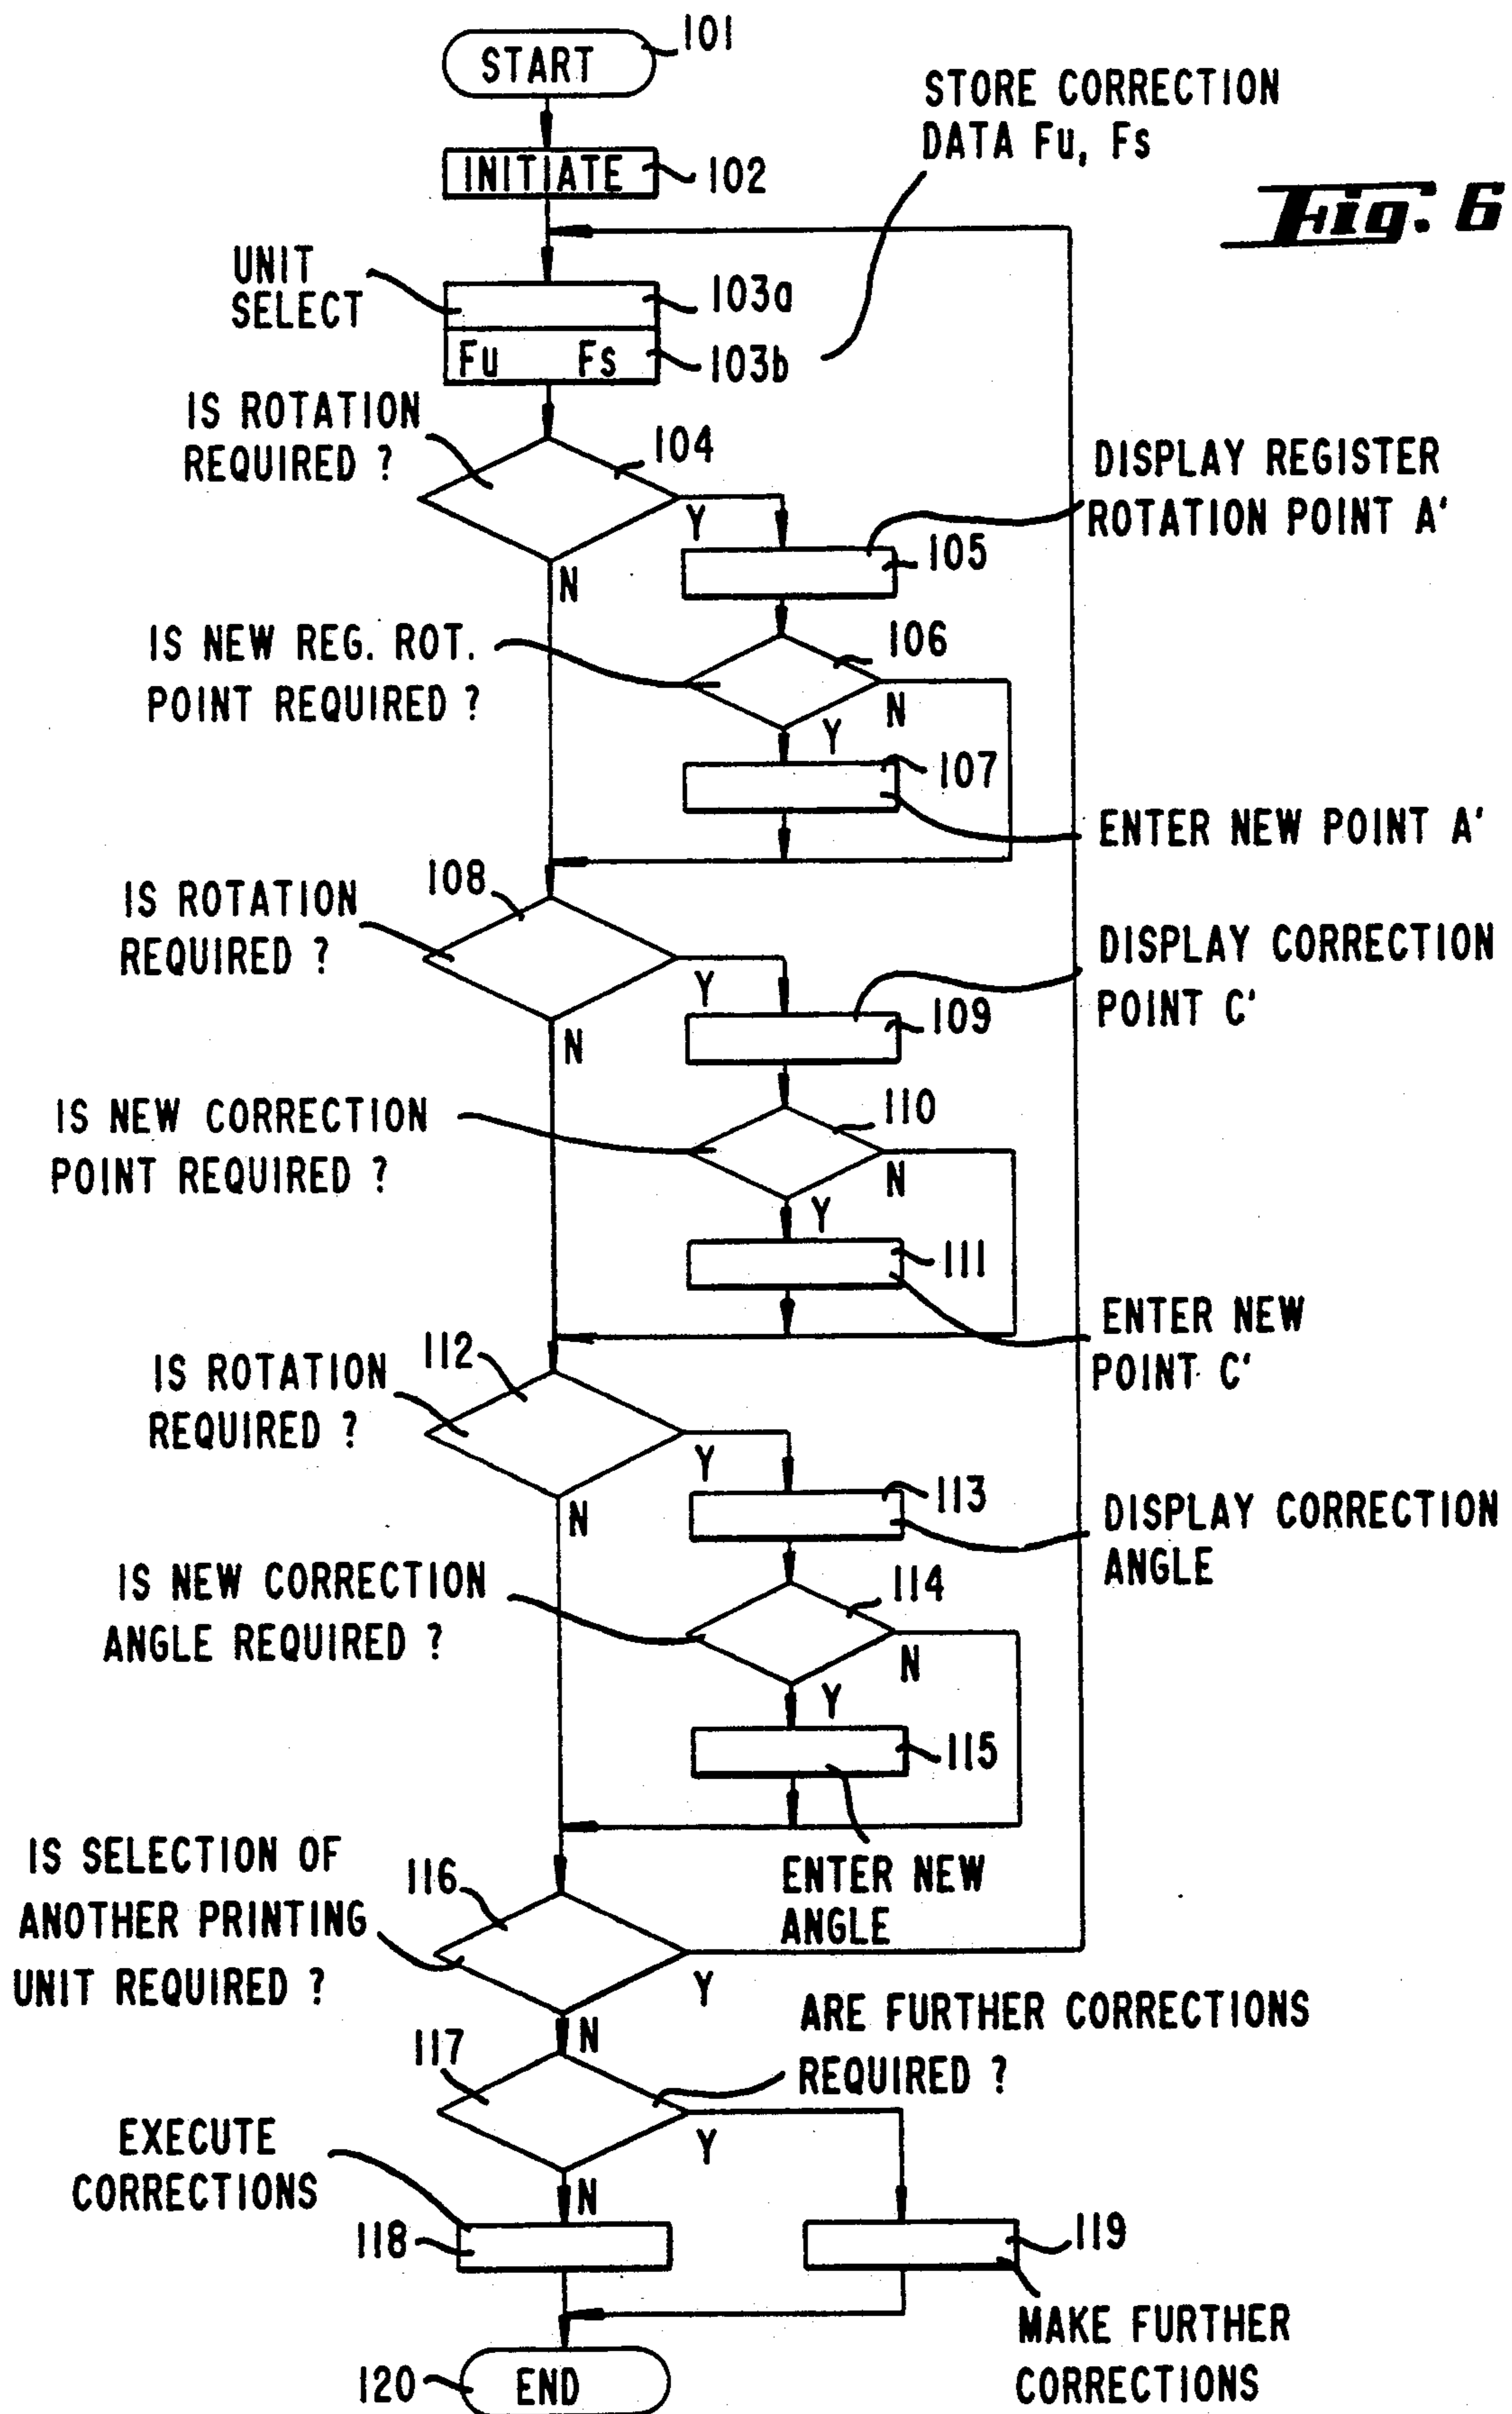 START
101
STORE CORRECTION
DATA Fu, Fs
INITIATE
102
Fig. 6
UNIT
SELECT
103a
Fu Fs
103b
IS ROTATION
REQUIRED ?
104
Y
N
DISPLAY REGISTER
ROTATION POINT A'
105
IS NEW REG. ROT.
POINT REQUIRED ?
106
N
Y
107
ENTER NEW POINT A'
108
IS ROTATION
REQUIRED ?
Y
N
DISPLAY CORRECTION
POINT C'
109
IS NEW CORRECTION
POINT REQUIRED ?
110
N
Y
111
ENTER NEW
POINT C'
112
IS ROTATION
REQUIRED ?
Y
N
113
DISPLAY CORRECTION
ANGLE
IS NEW CORRECTION
ANGLE REQUIRED ?
114
N
Y
115
ENTER NEW
ANGLE
IS SELECTION OF
ANOTHER PRINTING
UNIT REQUIRED ?
116
Y
N
117
ARE FURTHER CORRECTIONS
REQUIRED ?
Y
N
EXECUTE
CORRECTIONS
118
119
MAKE FURTHER
CORRECTIONS
120
END